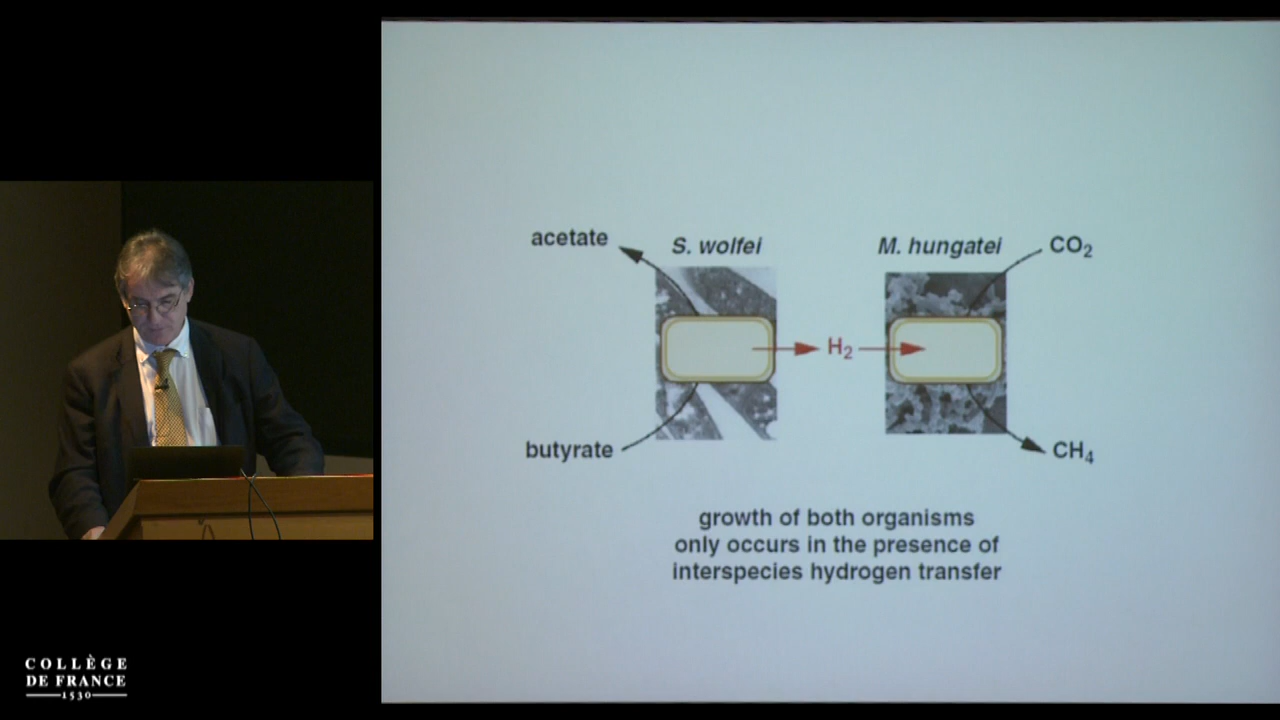 acetate
S. wolfei
M. hungatei
CO₂
H₂
butyrate
CH₄
growth of both organisms
only occurs in the presence of
interspecies hydrogen transfer
COLLÈGE
DE FRANCE
1530